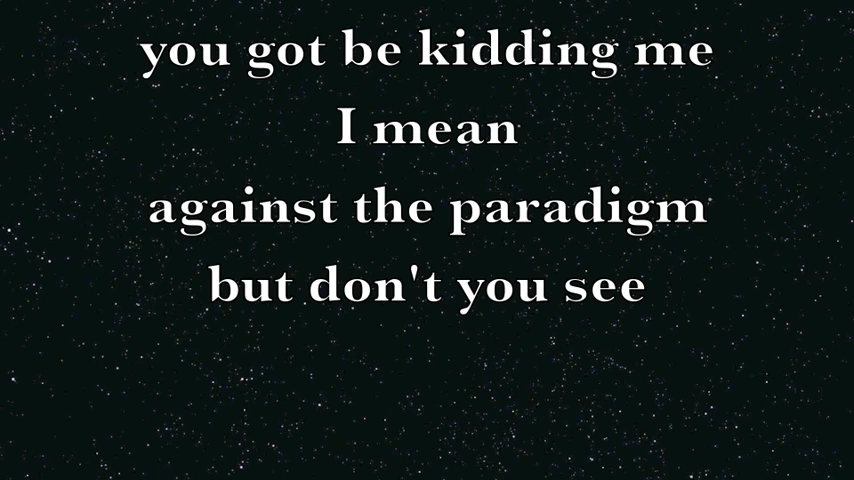 you got be kidding me
I mean
against the paradigm
but don't you see